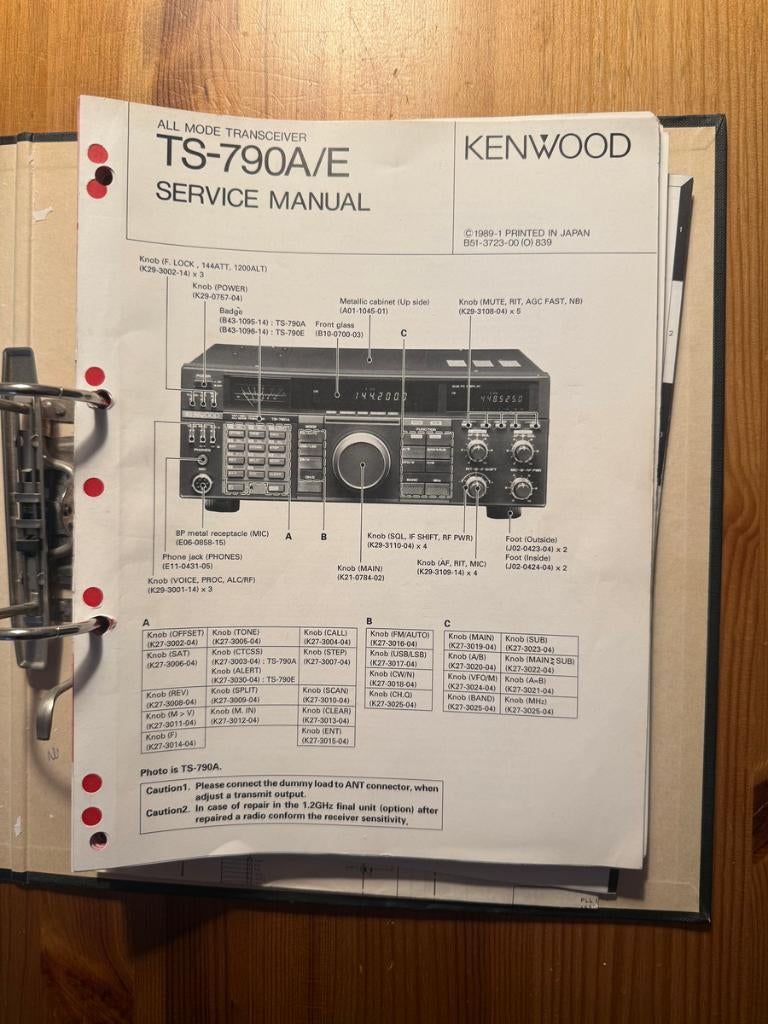 ALL MODE TRANSCEIVER
TS-790A/E
SERVICE MANUAL
KENWOOD
©1989-1 PRINTED IN JAPAN
B51-3723-00 (O) 839
Knob (F. LOCK , 144ATT, 1200ALT)
(K29-3002-14) x 3
Knob (POWER)
(K29-0757-04)
Badge
(B43-1095-14) : TS-790A
(B43-1096-14) : TS-790E
Front glass
(B10-0700-03)
Metallic cabinet (Up side)
(A01-1045-01)
C
Knob (MUTE, RIT, AGC FAST, NB)
(K29-3108-04) x 5
144.200.0
448.525.0
KENWOOD
TS-790A
FUNCTION
PHONES
8P metal receptacle (MIC)
(E06-0858-15)
Phone jack (PHONES)
(E11-0431-05)
Knob (VOICE, PROC, ALC/RF)
(K29-3001-14) x 3
A
B
Knob (MAIN)
(K21-0784-02)
Knob (SQL, IF SHIFT, RF PWR)
(K29-3110-04) x 4
Knob (AF, RIT, MIC)
(K29-3109-14) x 4
Foot (Outside)
(J02-0423-04) x 2
Foot (Inside)
(J02-0424-04) x 2
A
Knob (OFFSET)
(K27-3002-04)
Knob (TONE)
(K27-3005-04)
Knob (CALL)
(K27-3004-04)
Knob (SAT)
(K27-3006-04)
Knob (CTCSS)
(K27-3003-04) : TS-790A
Knob (ALERT)
(K27-3030-04) : TS-790E
Knob (STEP)
(K27-3007-04)
Knob (REV)
(K27-3008-04)
Knob (SPLIT)
(K27-3009-04)
Knob (SCAN)
(K27-3010-04)
Knob (M > V)
(K27-3011-04)
Knob (M. IN)
(K27-3012-04)
Knob (CLEAR)
(K27-3013-04)
Knob (F)
(K27-3014-04)
Knob (ENT)
(K27-3015-04)
B
Knob (FM/AUTO)
(K27-3016-04)
Knob (USB/LSB)
(K27-3017-04)
Knob (CW/N)
(K27-3018-04)
Knob (CH.Q)
(K27-3025-04)
C
Knob (MAIN)
(K27-3019-04)
Knob (SUB)
(K27-3023-04)
Knob (A/B)
(K27-3020-04)
Knob (MAIN≷SUB)
(K27-3022-04)
Knob (VFO/M)
(K27-3024-04)
Knob (A=B)
(K27-3021-04)
Knob (BAND)
(K27-3025-04)
Knob (MHz)
(K27-3025-04)
Photo is TS-790A.
Caution1. Please connect the dummy load to ANT connector, when
adjust a transmit output.
Caution2. In case of repair in the 1.2GHz final unit (option) after
repaired a radio conform the receiver sensitivity.
1
2
PLL